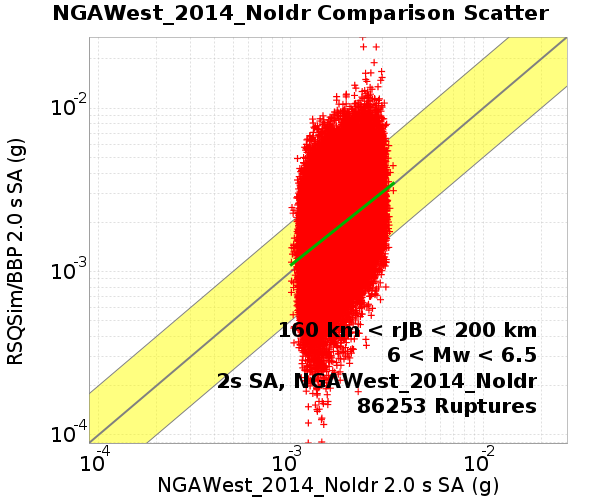 NGAWest_2014_NoIdr Comparison Scatter
RSQSim/BBP 2.0 s SA (g)
10-2
10-3
10-4
160 km < rJB < 200 km
6 < Mw < 6.5
2s SA, NGAWest_2014_NoIdr
86253 Ruptures
10-4 10-3 10-2
NGAWest_2014_NoIdr 2.0 s SA (g)